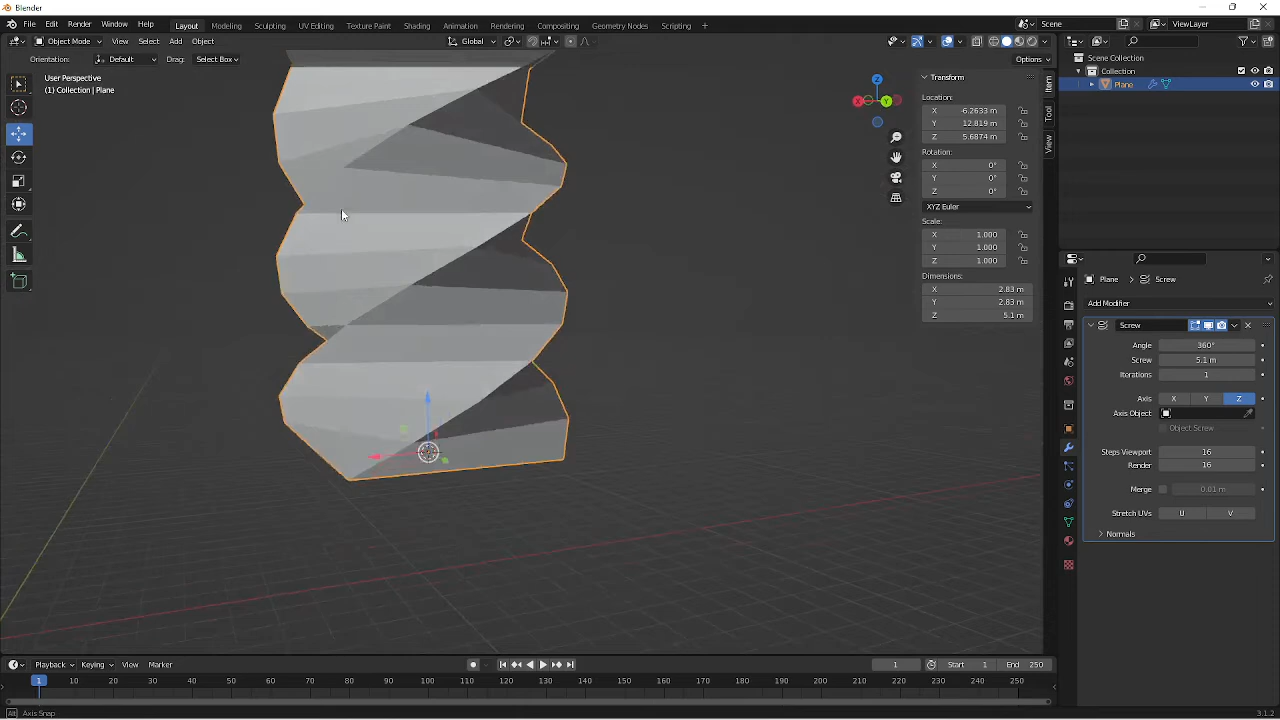 Blender
File Edit Render Window Help Layout Modeling Sculpting UV Editing Texture Paint Shading Animation Rendering Compositing Geometry Nodes Scripting + Scene ViewLayer
Object Mode View Select Add Object Global
Orientation: Default Drag: Select Box Options
User Perspective
(1) Collection | Plane
Z
X
Y
Transform
Location:
X -6.2633 m
Y 12.819 m
Z 5.6874 m
Rotation:
X 0°
Y 0°
Z 0°
XYZ Euler
Scale:
X 1.000
Y 1.000
Z 1.000
Dimensions:
X 2.83 m
Y 2.83 m
Z 5.1 m
Item
Tool
View
Scene Collection
Collection
Plane
Plane > Screw
Add Modifier
Screw
Angle 360°
Screw 5.1 m
Iterations 1
Axis X Y Z
Axis Object
Object Screw
Steps Viewport 16
Render 16
Merge 0.01 m
Stretch UVs U V
Normals
Playback Keying View Marker 1 Start 1 End 250
1 10 20 30 40 50 60 70 80 90 100 110 120 130 140 150 160 170 180 190 200 210 220 230 240 250
Alt Axis Snap 3.1.2